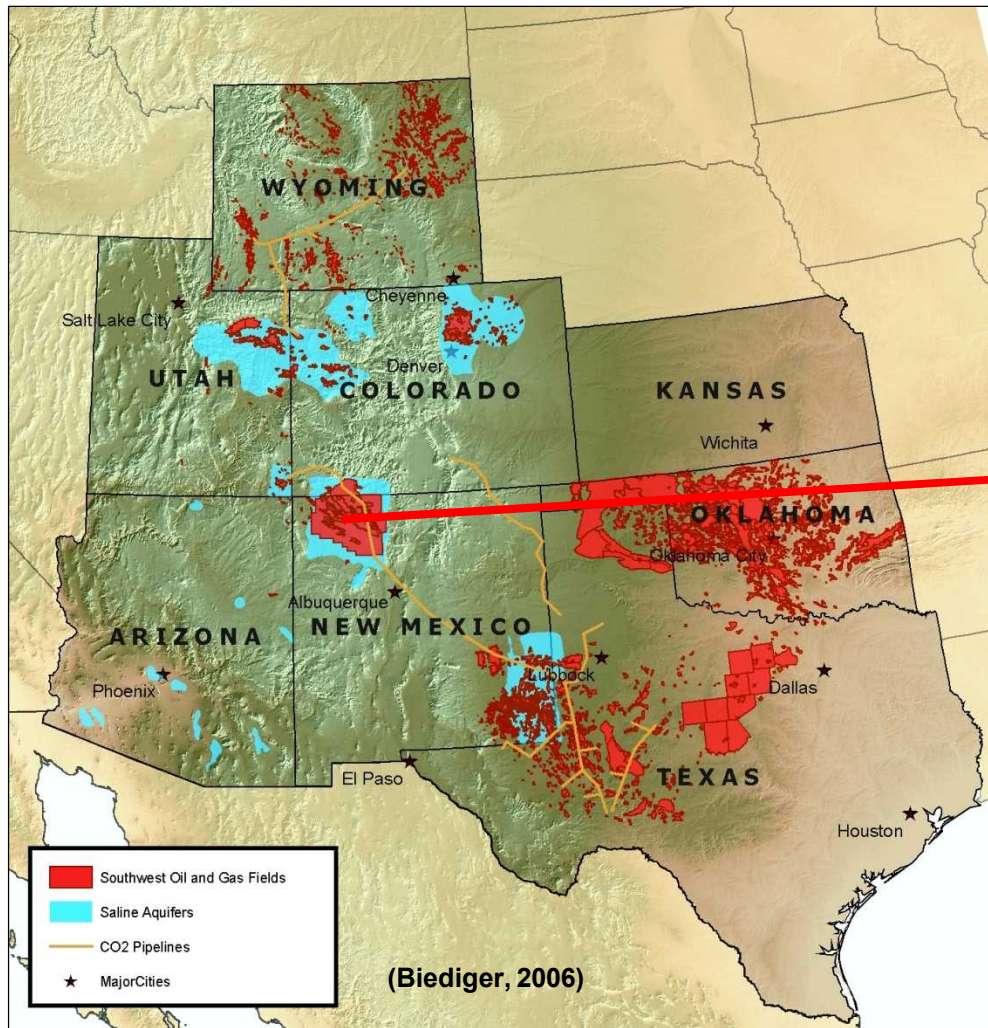 WYOMING
Cheyenne
Salt Lake City
Denver
UTAH
COLORADO
KANSAS
Wichita
OKLAHOMA
Oklahoma City
Albuquerque
ARIZONA
NEW MEXICO
Phoenix
Lubbock
Dallas
El Paso
TEXAS
Houston
Southwest Oil and Gas Fields
Saline Aquifers
CO2 Pipelines
MajorCities
(Biediger, 2006)